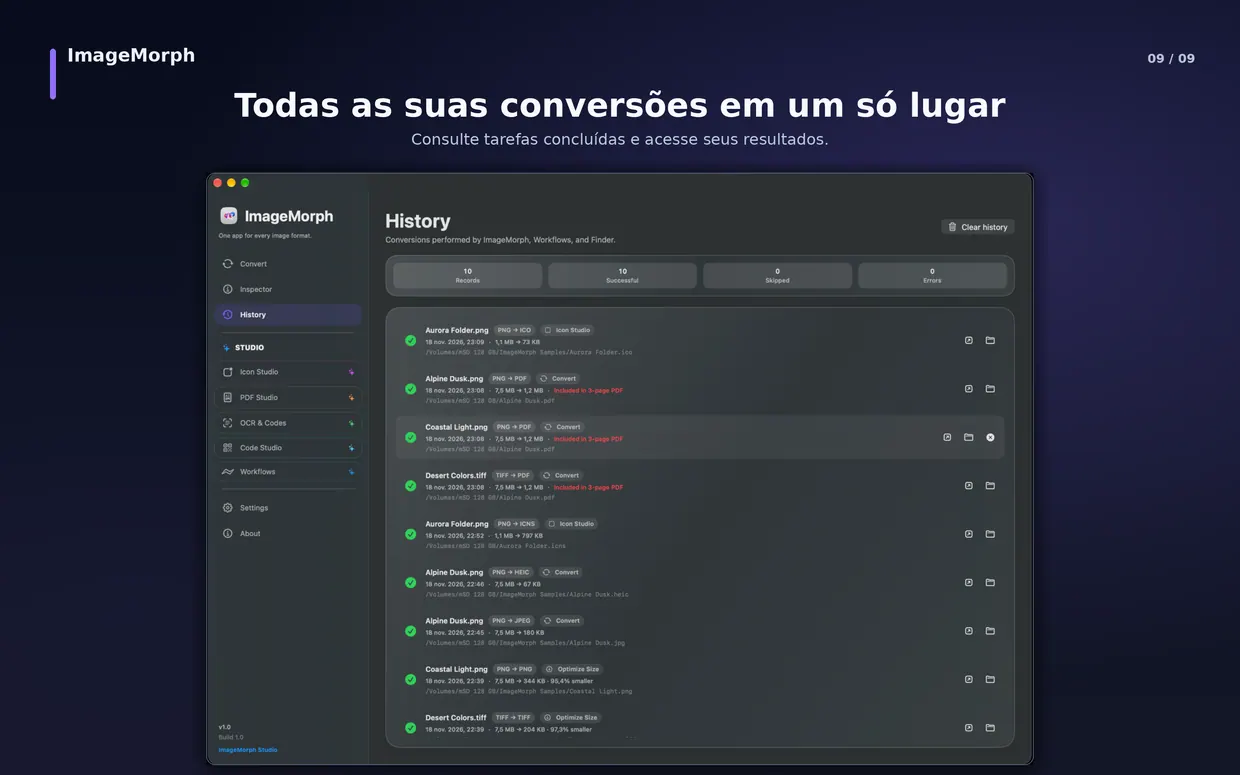 ImageMorph
09 / 09
Todas as suas conversões em um só lugar
Consulte tarefas concluídas e acesse seus resultados.
ImageMorph
One app for every image format.
Convert
Inspector
History
STUDIO
Icon Studio
PDF Studio
OCR & Codes
Code Studio
Workflows
Settings
About
v1.0
Build 1.0
ImageMorph Studio
History
Conversions performed by ImageMorph, Workflows, and Finder.
Clear history
10
Records
10
Successful
0
Skipped
0
Errors
Aurora Folder.png PNG → ICO Icon Studio
18 nov. 2026, 23:09 · 1,1 MB → 73 KB
/Volumes/mSD 128 GB/ImageMorph Samples/Aurora Folder.ico
Alpine Dusk.png PNG → PDF Convert
18 nov. 2026, 23:08 · 7,5 MB → 1,2 MB · Included in 3-page PDF
/Volumes/mSD 128 GB/Alpine Dusk.pdf
Coastal Light.png PNG → PDF Convert
18 nov. 2026, 23:08 · 7,5 MB → 1,2 MB · Included in 3-page PDF
/Volumes/mSD 128 GB/Alpine Dusk.pdf
Desert Colors.tiff TIFF → PDF Convert
18 nov. 2026, 23:08 · 7,5 MB → 1,2 MB · Included in 3-page PDF
/Volumes/mSD 128 GB/Alpine Dusk.pdf
Aurora Folder.png PNG → ICNS Icon Studio
18 nov. 2026, 22:52 · 1,1 MB → 797 KB
/Volumes/mSD 128 GB/Aurora Folder.icns
Alpine Dusk.png PNG → HEIC Convert
18 nov. 2026, 22:46 · 7,5 MB → 67 KB
/Volumes/mSD 128 GB/ImageMorph Samples/Alpine Dusk.heic
Alpine Dusk.png PNG → JPEG Convert
18 nov. 2026, 22:45 · 7,5 MB → 180 KB
/Volumes/mSD 128 GB/ImageMorph Samples/Alpine Dusk.jpg
Coastal Light.png PNG → PNG Optimize Size
18 nov. 2026, 22:39 · 7,5 MB → 344 KB · 95,4% smaller
/Volumes/mSD 128 GB/ImageMorph Samples/Coastal Light.png
Desert Colors.tiff TIFF → TIFF Optimize Size
18 nov. 2026, 22:39 · 7,5 MB → 204 KB · 97,3% smaller